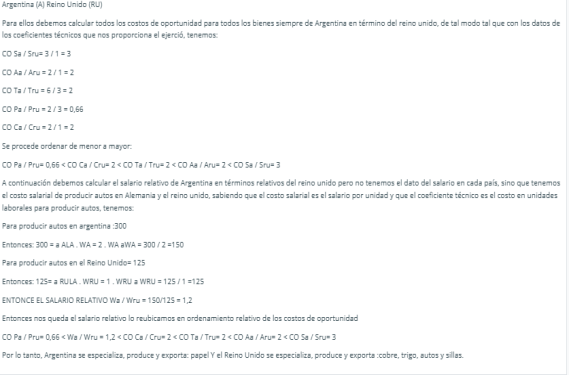 Argentina (A) Reino Unido (RU)
Para ellos debemos calcular todos los costos de oportunidad para todos los bienes siempre de Argentina en término del reino unido, de tal modo tal que con los datos de
los coeficientes técnicos que nos proporciona el ejerció, tenemos:
CO Sa / Sru= 3 / 1 = 3
CO Aa / Aru = 2 / 1 = 2
CO Ta / Tru = 6 / 3 = 2
CO Pa / Pru = 2 / 3 = 0,66
CO Ca / Cru = 2 / 1 = 2
Se procede ordenar de menor a mayor:
CO Pa / Pru= 0,66 < CO Ca / Cru= 2 < CO Ta / Tru= 2 < CO Aa / Aru= 2 < CO Sa / Sru= 3
A continuación debemos calcular el salario relativo de Argentina en términos relativos del reino unido pero no tenemos el dato del salario en cada país, sino que tenemos
el costo salarial de producir autos en Alemania y el reino unido, sabiendo que el costo salarial es el salario por unidad y que el coeficiente técnico es el costo en unidades
laborales para producir autos, tenemos:
Para producir autos en argentina :300
Entonces: 300 = a ALA . WA = 2 . WA aWA = 300 / 2 =150
Para producir autos en el Reino Unido= 125
Entonces: 125= a RULA . WRU = 1 . WRU a WRU = 125 / 1 =125
ENTONCE EL SALARIO RELATIVO Wa / Wru = 150/125 = 1,2
Entonces nos queda el salario relativo lo reubicamos en ordenamiento relativo de los costos de oportunidad
CO Pa / Pru= 0,66 < Wa / Wru = 1,2 < CO Ca / Cru= 2 < CO Ta / Tru= 2 < CO Aa / Aru= 2 < CO Sa / Sru= 3
Por lo tanto, Argentina se especializa, produce y exporta: papel Y el Reino Unido se especializa, produce y exporta :cobre, trigo, autos y sillas.